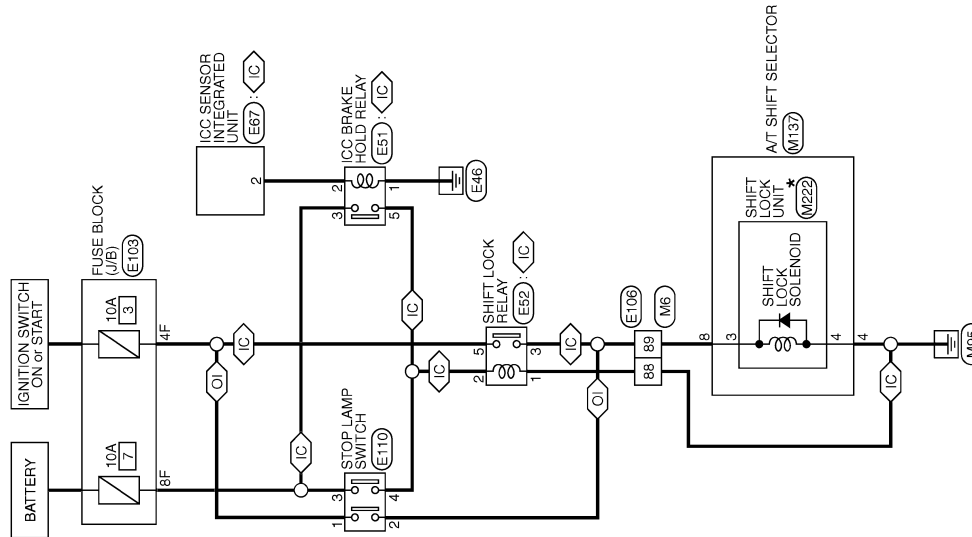 BATTERY
IGNITION SWITCH
ON or START
FUSE BLOCK
(J/B)
E103
10A
7
10A
3
8F
4F
ICC SENSOR
INTEGRATED
UNIT
E67 : IC
2
OI
IC
IC
ICC BRAKE
HOLD RELAY
E51 : IC
3
2
5
1
E46
STOP LAMP
SWITCH
E110
1
3
2
4
IC
IC
SHIFT LOCK
RELAY
E52 : IC
2
5
1
3
OI
IC
E106
M6
88
89
A/T SHIFT SELECTOR
M137
8
3
SHIFT
LOCK
UNIT *
M222
SHIFT
LOCK
SOLENOID
4
4
IC